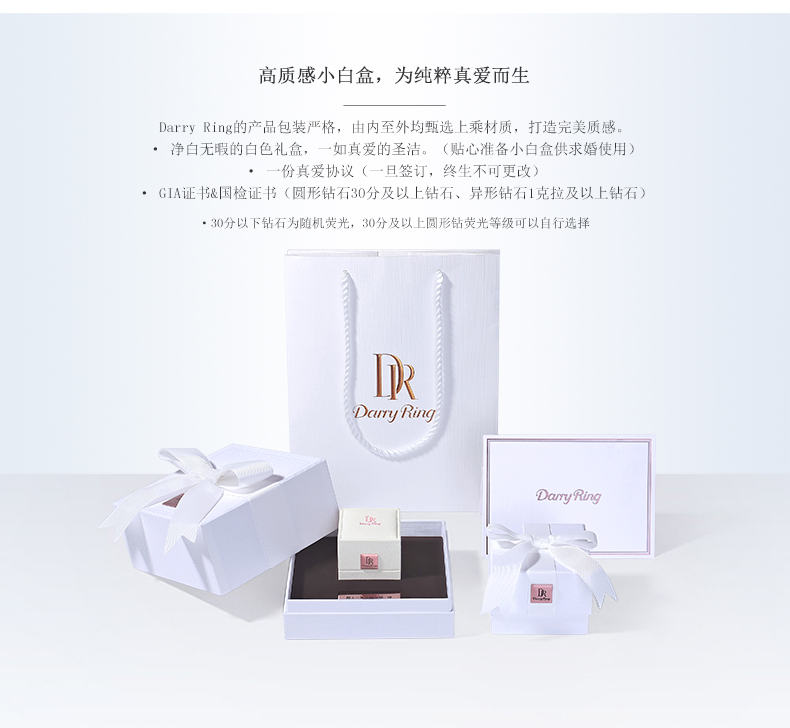 高质感小白盒，为纯粹真爱而生
Darry Ring的产品包装严格，由内至外均甄选上乘材质，打造完美质感。
• 净白无暇的白色礼盒，一如真爱的圣洁。（贴心准备小白盒供求婚使用）
• 一份真爱协议（一旦签订，终生不可更改）
• GIA证书&国检证书（圆形钻石30分及以上钻石、异形钻石1克拉及以上钻石）
•30分以下钻石为随机荧光，30分及以上圆形钻荧光等级可以自行选择
DR
Darry Ring
Darry Ring
DR
Darry Ring
DR
DR
Darry Ring